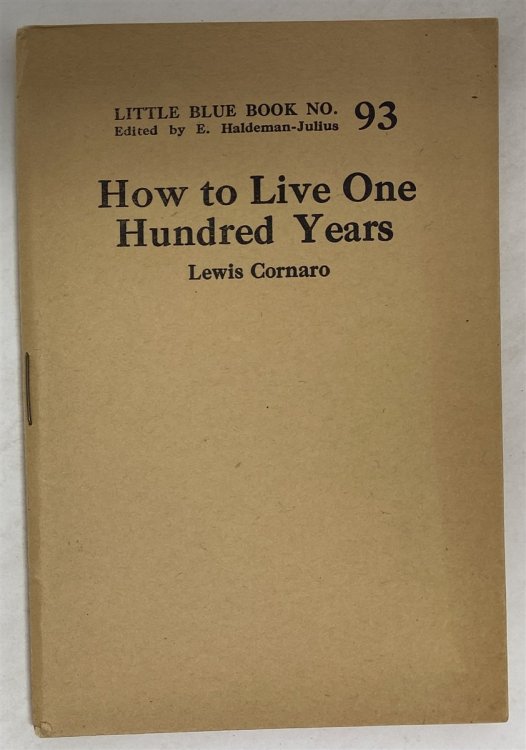 LITTLE BLUE BOOK NO. 93
Edited by E. Haldeman-Julius
How to Live One
Hundred Years
Lewis Cornaro